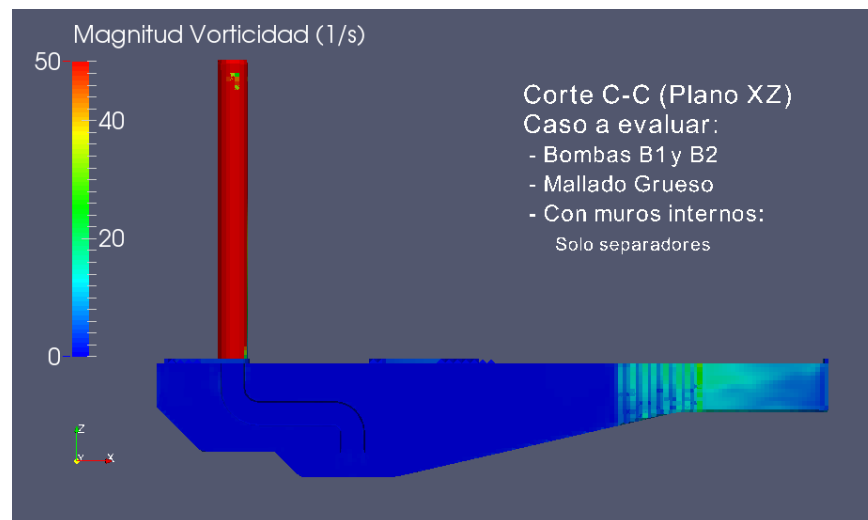 Magnitud Vorticidad (1/s)
50
40
20
0
Corte C-C (Plano XZ)
Caso a evaluar:
- Bombas B1 y B2
- Mallado Grueso
- Con muros internos:
Solo separadores
Z
Y
X